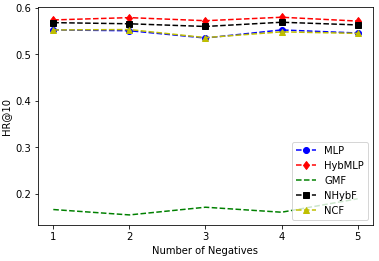 0.6
0.5
0.4
0.3
0.2
HR@10
1 2 3 4 5
Number of Negatives
MLP
HybMLP
GMF
NHybF
NCF